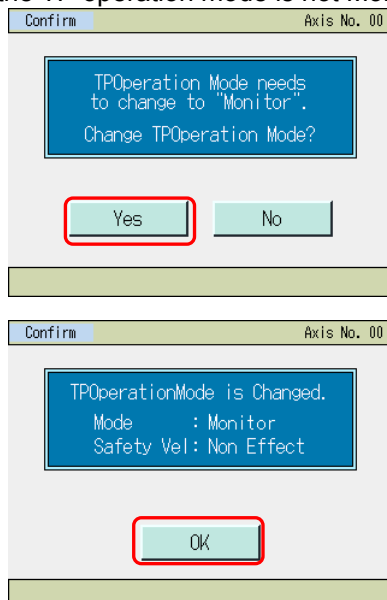 Confirm Axis No. 00
TPOperation Mode needs
to change to "Monitor".
Change TPOperation Mode?
Yes No
Confirm Axis No. 00
TPOperationMode is Changed.
Mode : Monitor
Safety Vel: Non Effect
OK